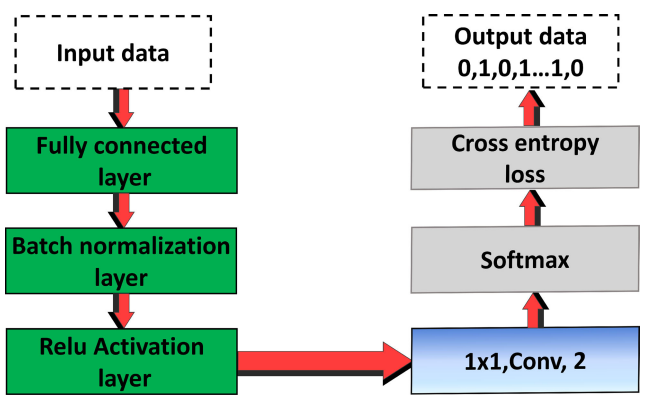 Input data
Fully connected
layer
Batch normalization
layer
Relu Activation
layer
1x1,Conv, 2
Softmax
Cross entropy
loss
Output data
0,1,0,1...1,0